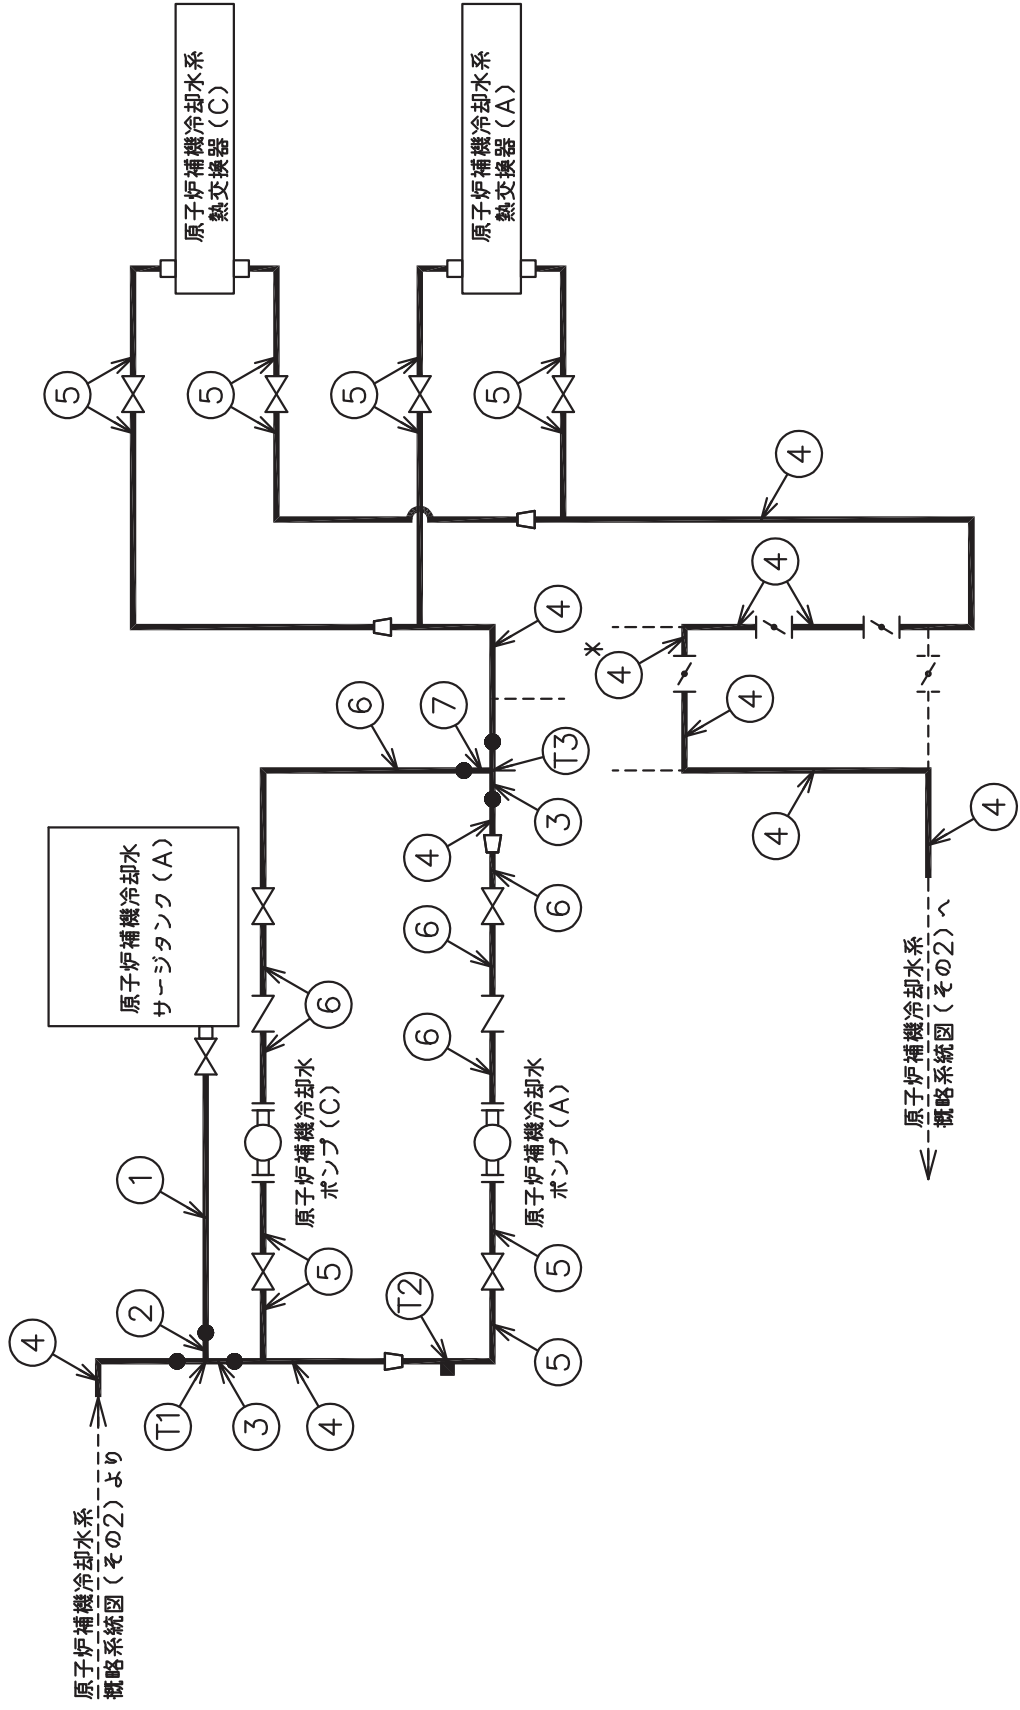 原子炉補機冷却水系
概略系統図(その2)より
4
T1
3
4
2
1
原子炉補機冷却水
サージタンク(A)
5
原子炉補機冷却水
ポンプ(C)
6
6
7
T2
5
5
原子炉補機冷却水
ポンプ(A)
6
6
6
4
3
T3
4
5
5
5
5
原子炉補機冷却水系
熱交換器(C)
原子炉補機冷却水系
熱交換器(A)
4
4
4
*
4
4
4
原子炉補機冷却水系
概略系統図(その2)へ